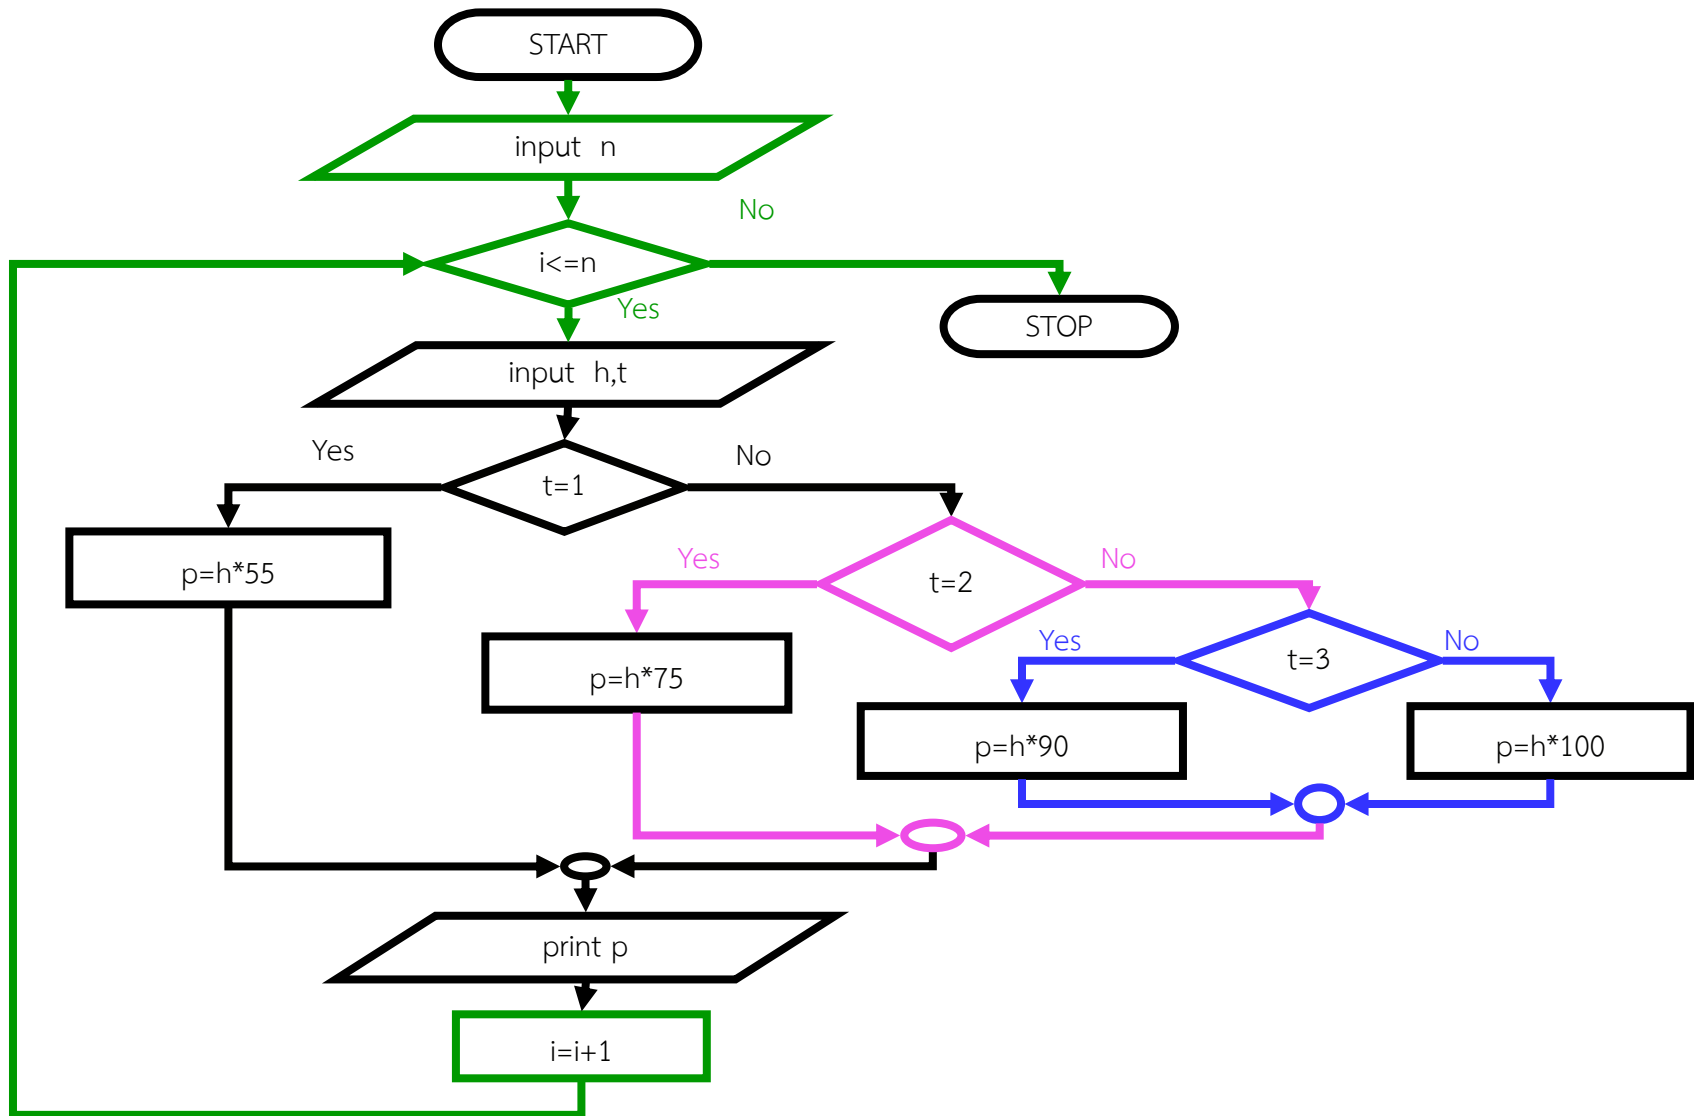 START
input n
No
i<=n
Yes
STOP
input h,t
Yes
No
t=1
Yes
No
t=2
p=h*55
Yes
No
t=3
p=h*75
p=h*90
p=h*100
print p
i=i+1